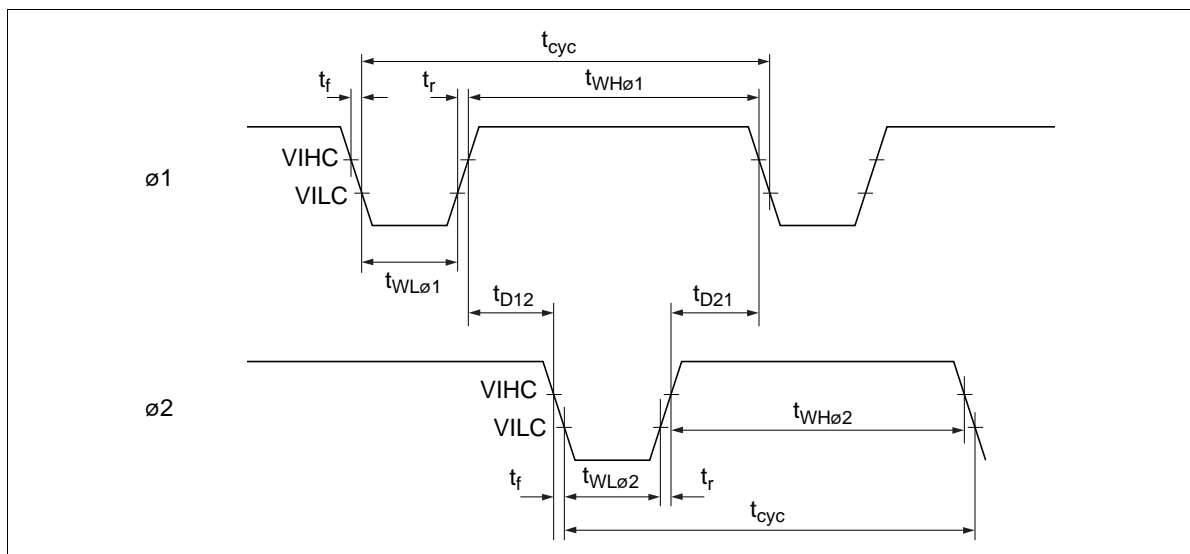 tcyc
tf
tr
tWHø1
VIHC
ø1
VILC
tWLø1
tD12
tD21
VIHC
ø2
tWHø2
VILC
tf
tWLø2
tr
tcyc